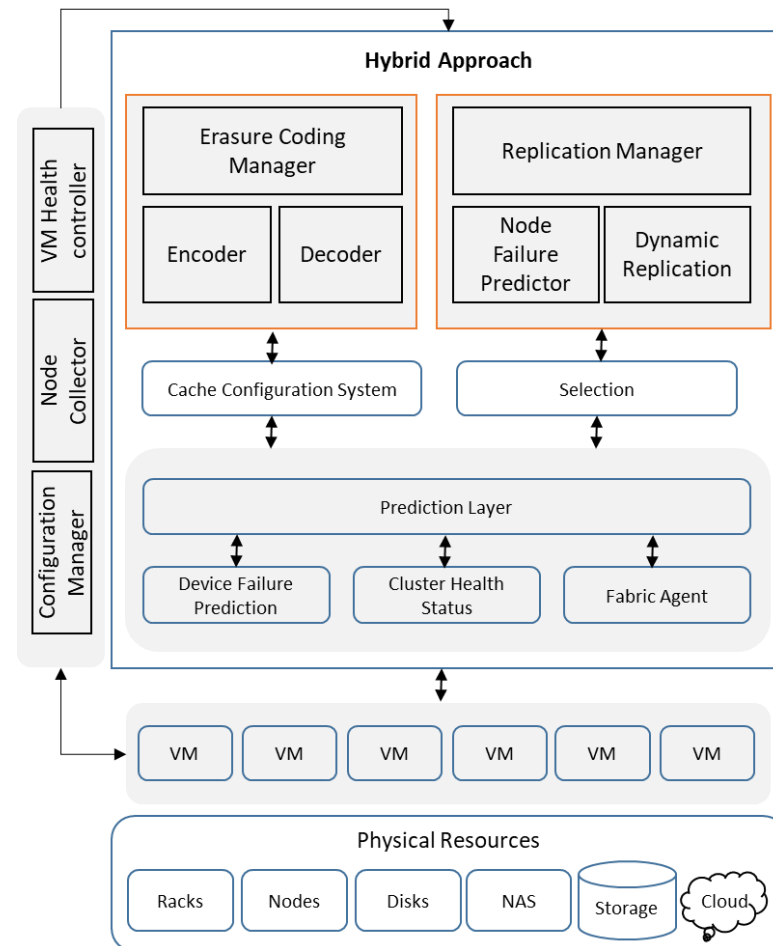 Hybrid Approach
Erasure Coding
Manager
Encoder
Decoder
Replication Manager
Node
Failure
Predictor
Dynamic
Replication
VM Health
controller
Node
Collector
Configuration
Manager
Cache Configuration System
Selection
Prediction Layer
Device Failure
Prediction
Cluster Health
Status
Fabric Agent
VM
VM
VM
VM
VM
VM
Physical Resources
Racks
Nodes
Disks
NAS
Storage
Cloud